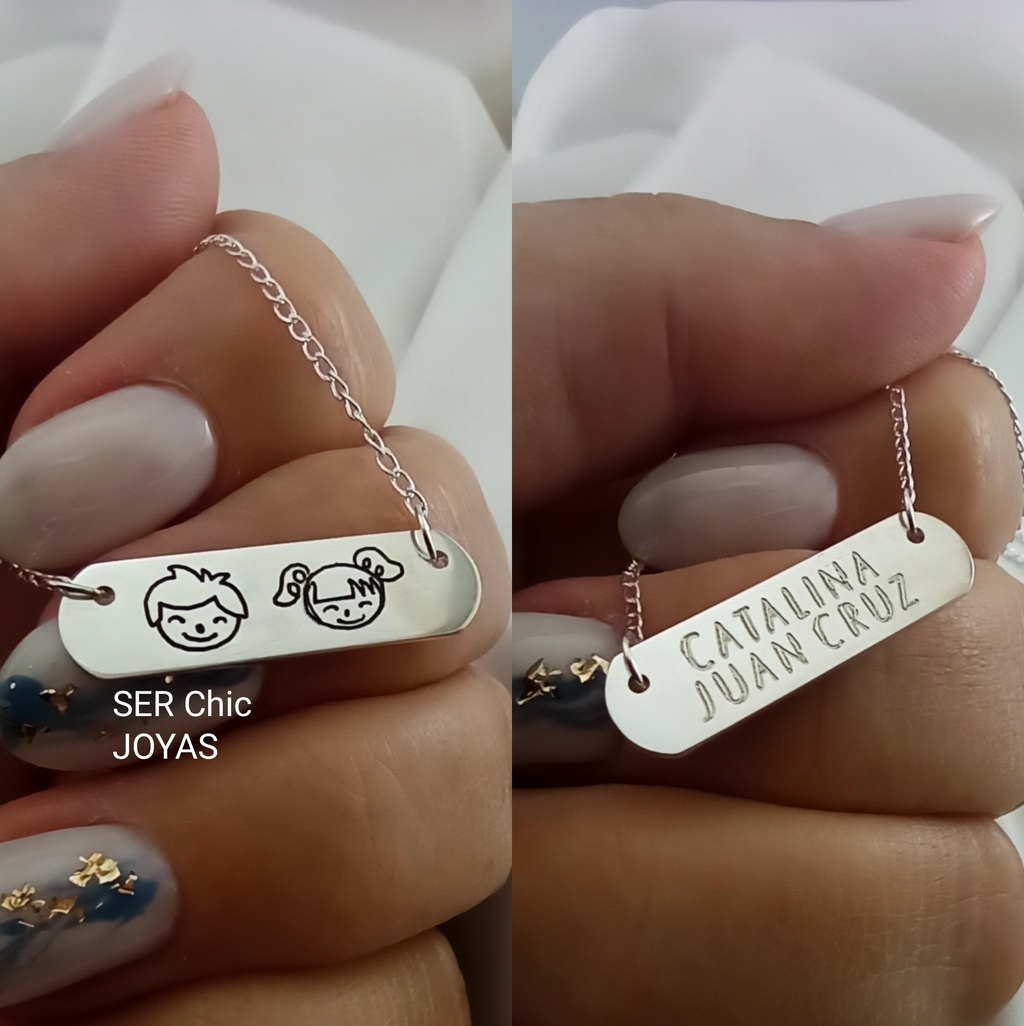 SER Chic
JOYAS
CATALINA
JUAN CRUZ